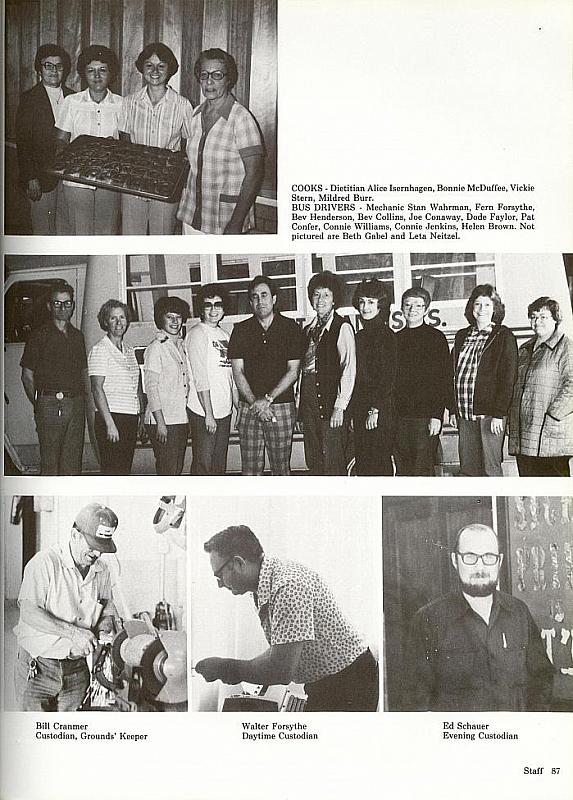 COOKS - Dietitian Alice Isernhagen, Bonnie McDuffee, Vickie
Stern, Mildred Burr.
BUS DRIVERS - Mechanic Stan Wahrman, Fern Forsythe,
Bev Henderson, Bev Collins, Joe Conaway, Dode Faylor, Pat
Confer, Connie Williams, Connie Jenkins, Helen Brown. Not
pictured are Beth Gabel and Leta Neitzel.
Bill Cranmer
Custodian, Grounds' Keeper
Walter Forsythe
Daytime Custodian
Ed Schauer
Evening Custodian
Staff 87